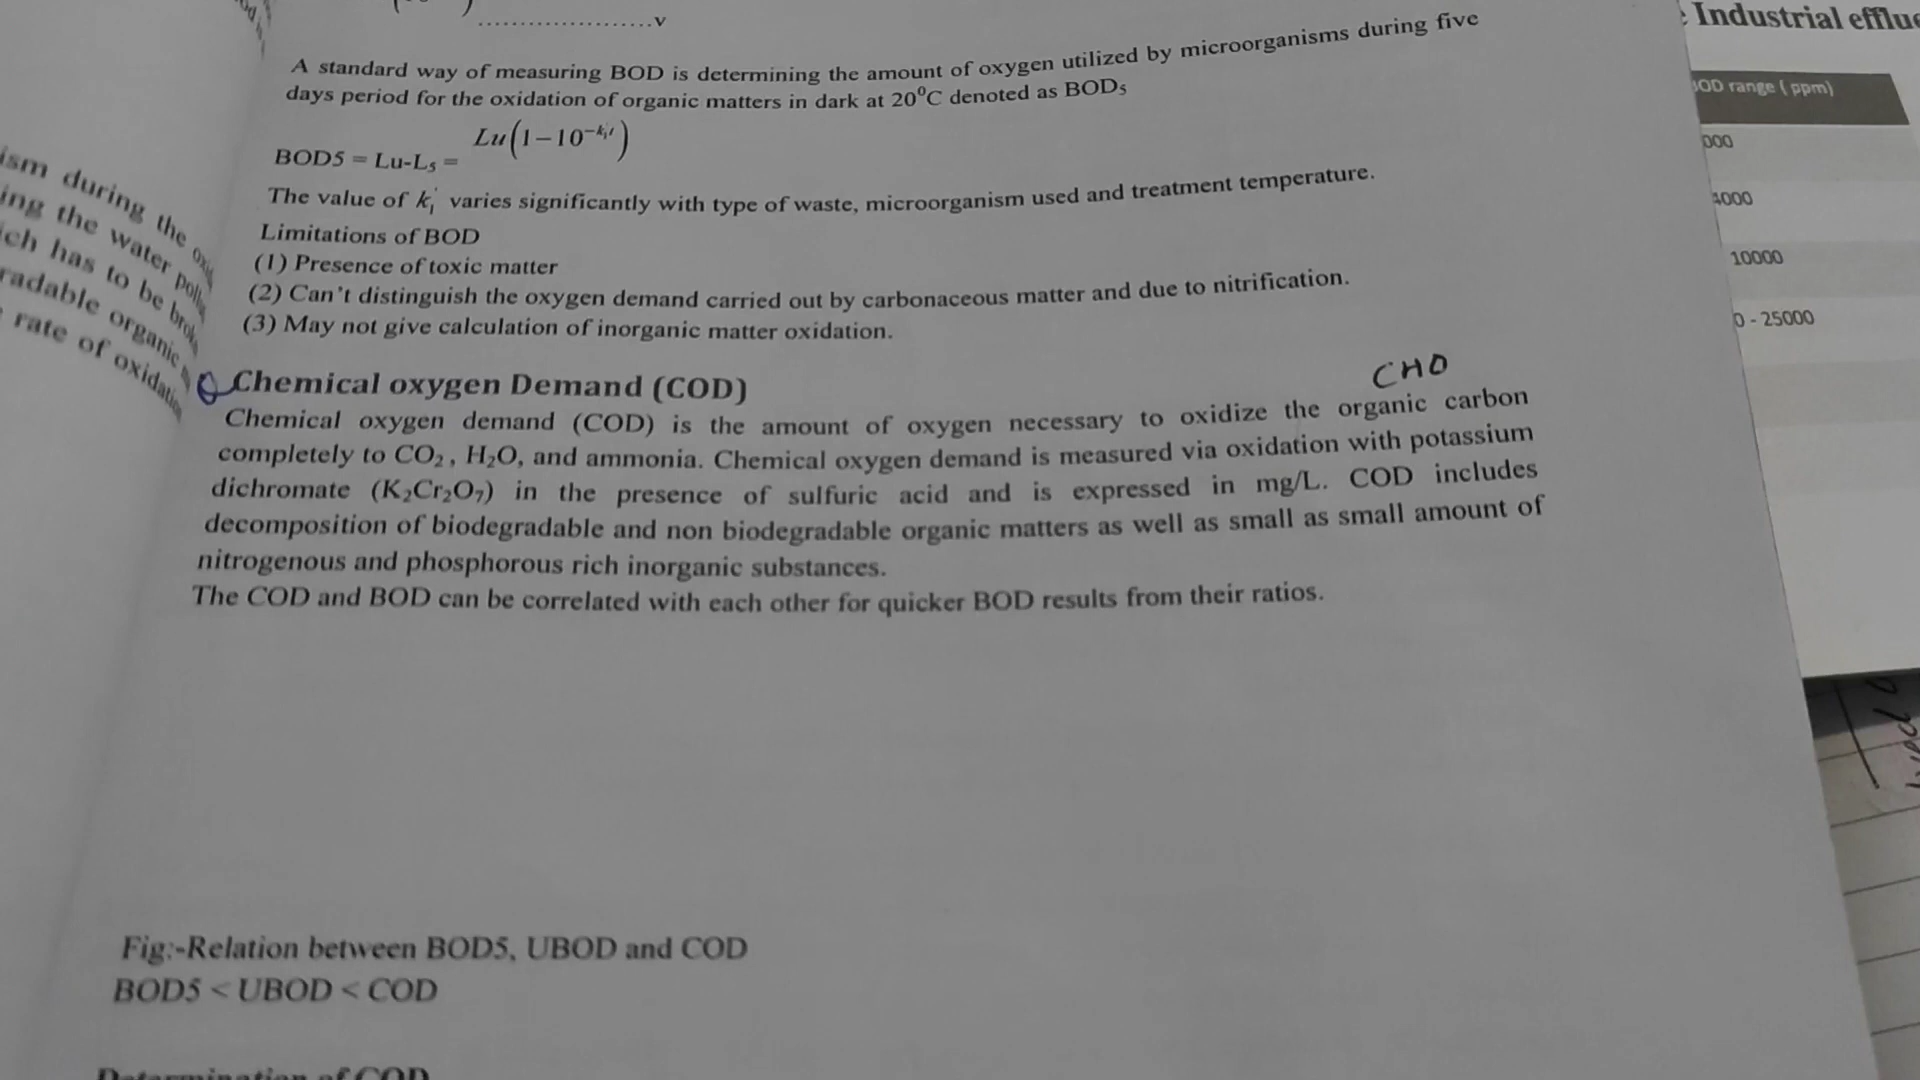 .....................v
A standard way of measuring BOD is determining the amount of oxygen utilized by microorganisms during five
days period for the oxidation of organic matters in dark at 20⁰C denoted as BOD₅
Lu(1−10^{-k₁′t})
BOD5 = Lu-L₅ =
The value of k₁′ varies significantly with type of waste, microorganism used and treatment temperature.
Limitations of BOD
(1) Presence of toxic matter
(2) Can't distinguish the oxygen demand carried out by carbonaceous matter and due to nitrification.
(3) May not give calculation of inorganic matter oxidation.
CHO
Chemical oxygen Demand (COD)
Chemical oxygen demand (COD) is the amount of oxygen necessary to oxidize the organic carbon
completely to CO₂, H₂O, and ammonia. Chemical oxygen demand is measured via oxidation with potassium
dichromate (K₂Cr₂O₇) in the presence of sulfuric acid and is expressed in mg/L. COD includes
decomposition of biodegradable and non biodegradable organic matters as well as small as small amount of
nitrogenous and phosphorous rich inorganic substances.
The COD and BOD can be correlated with each other for quicker BOD results from their ratios.
Fig:-Relation between BOD5, UBOD and COD
BOD5 < UBOD < COD
Determination of COD
ism during the
ing the water
ich has to be
radable organic
rate of oxidation
: Industrial
BOD range ( ppm)
000
4000
10000
0 - 25000